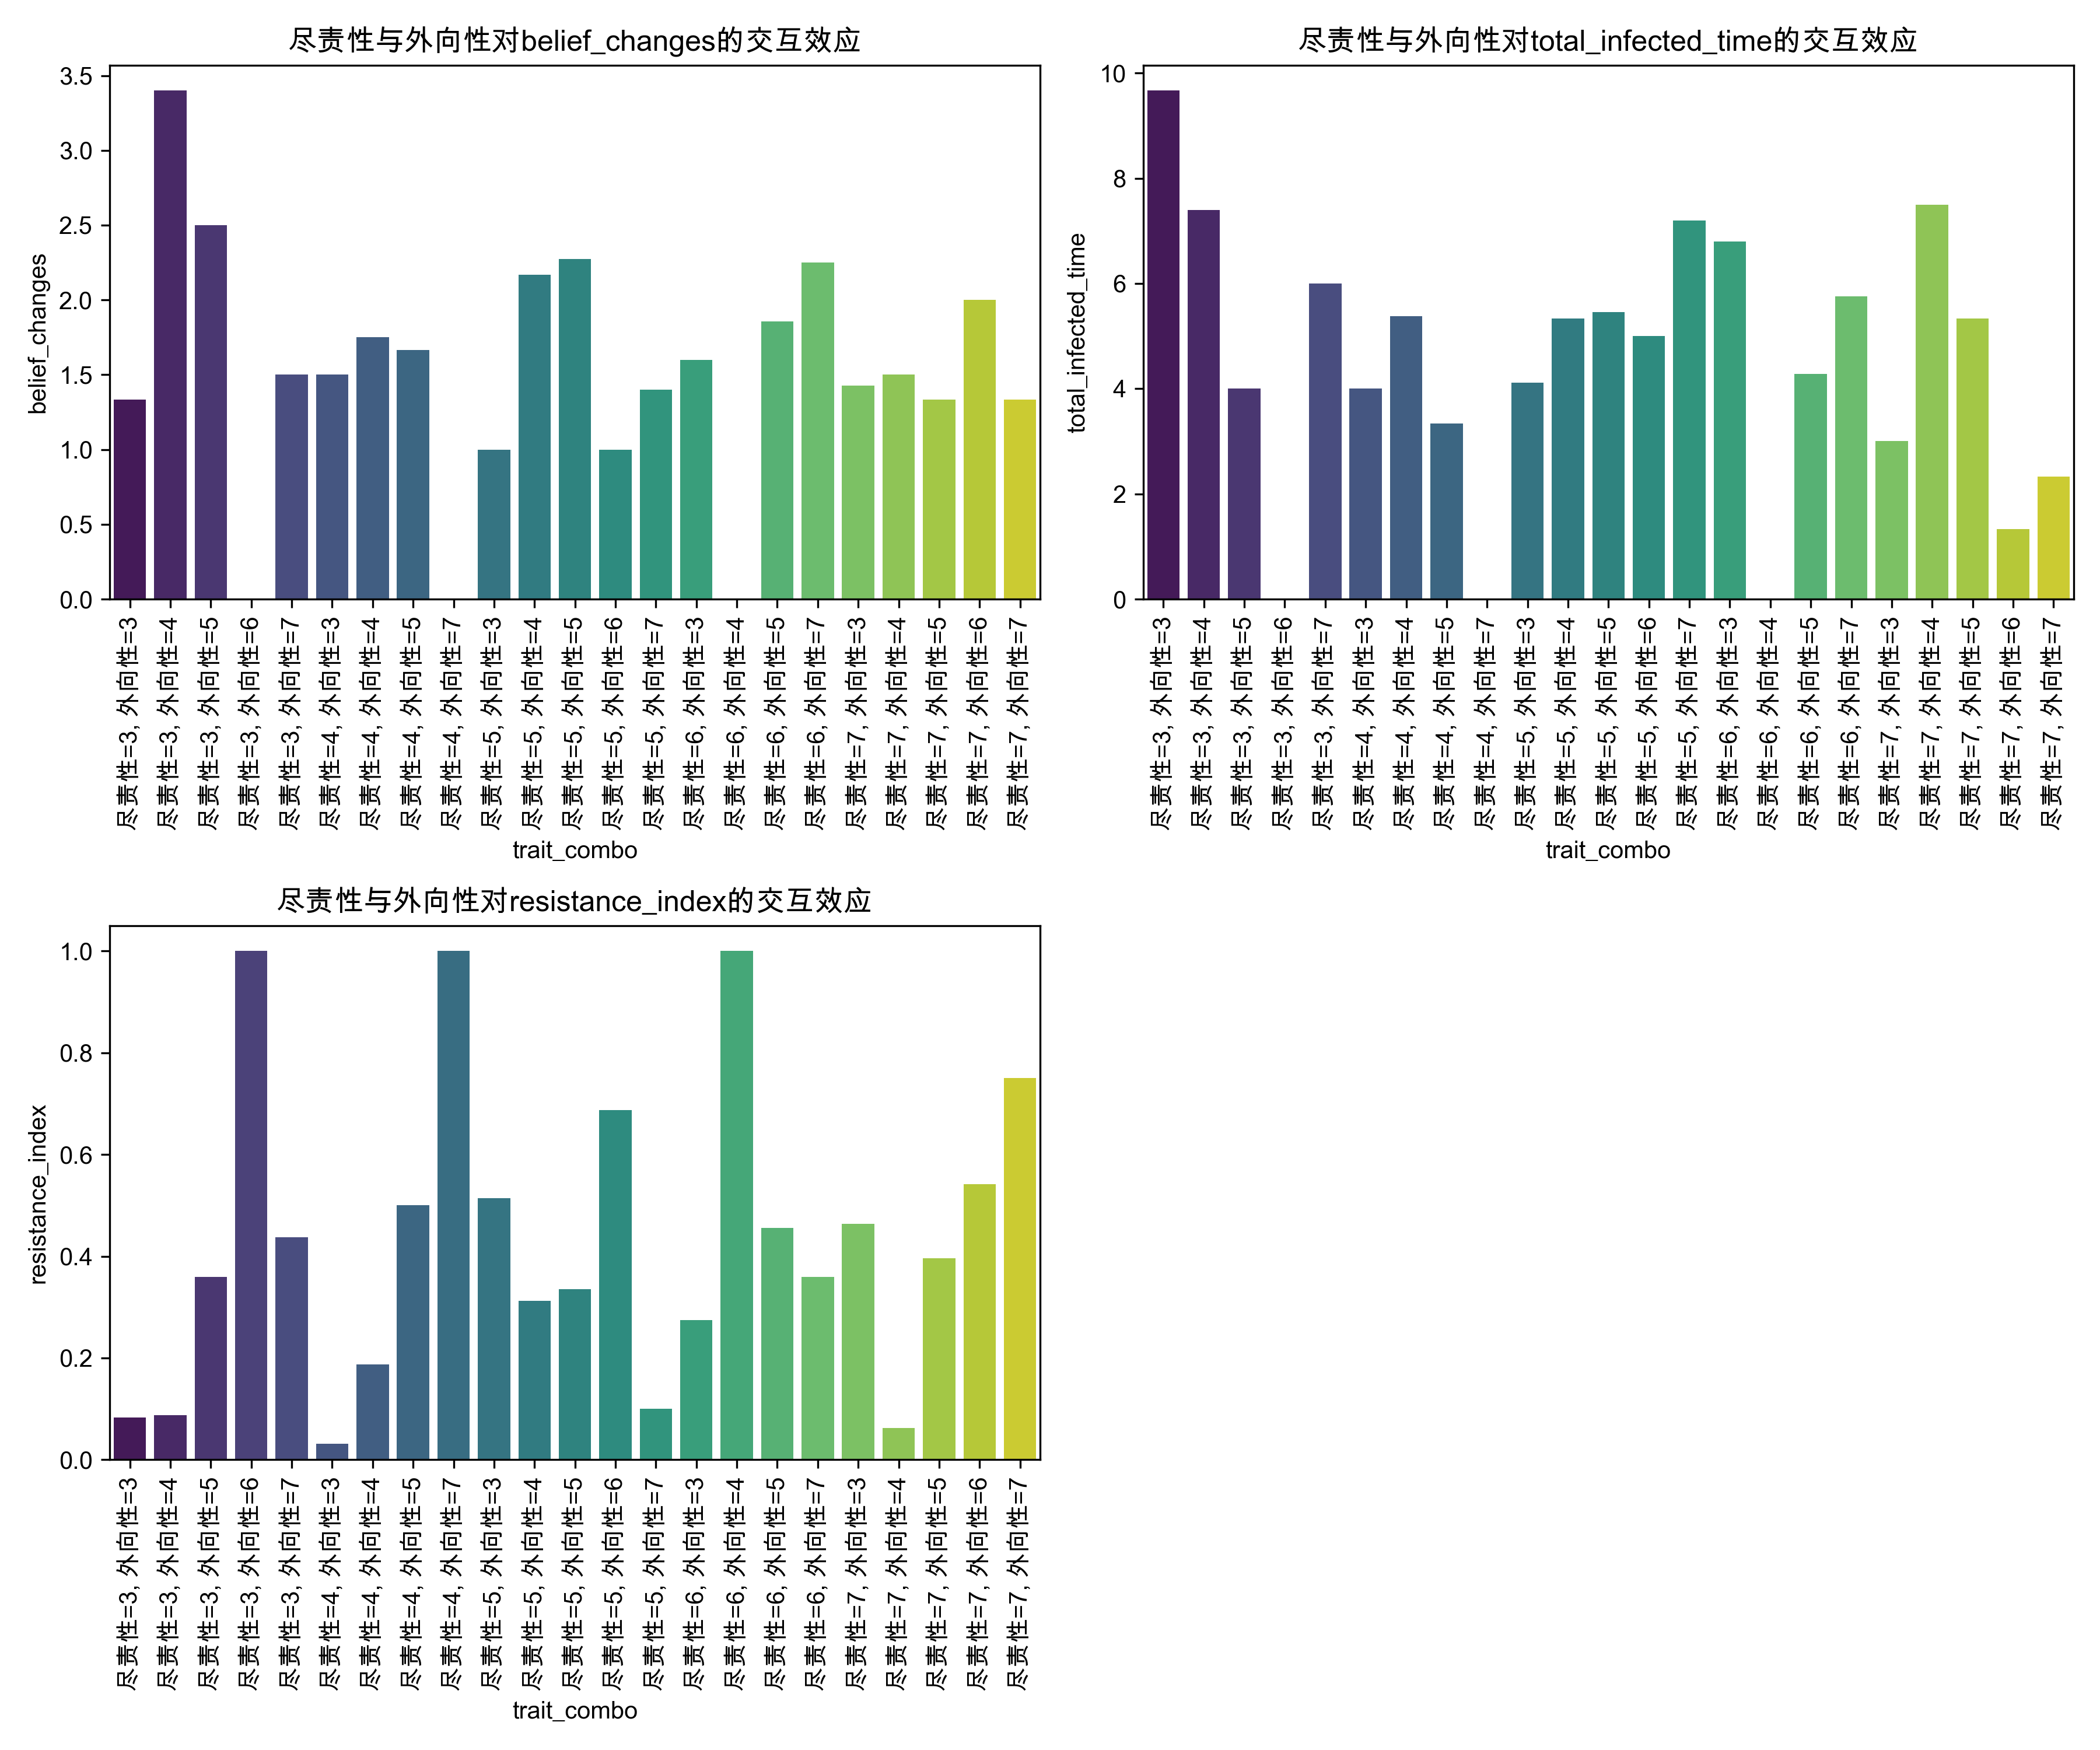 尽责性与外向性对belief_changes的交互效应
3.5
3.0
2.5
2.0
1.5
1.0
0.5
0.0
belief_changes
尽责性=3, 外向性=3
尽责性=3, 外向性=4
尽责性=3, 外向性=5
尽责性=3, 外向性=6
尽责性=3, 外向性=7
尽责性=4, 外向性=3
尽责性=4, 外向性=4
尽责性=4, 外向性=5
尽责性=4, 外向性=7
尽责性=5, 外向性=3
尽责性=5, 外向性=4
尽责性=5, 外向性=5
尽责性=5, 外向性=6
尽责性=5, 外向性=7
尽责性=6, 外向性=3
尽责性=6, 外向性=4
尽责性=6, 外向性=5
尽责性=6, 外向性=7
尽责性=7, 外向性=3
尽责性=7, 外向性=4
尽责性=7, 外向性=5
尽责性=7, 外向性=6
尽责性=7, 外向性=7
trait_combo
尽责性与外向性对total_infected_time的交互效应
10
8
6
4
2
0
total_infected_time
尽责性=3, 外向性=3
尽责性=3, 外向性=4
尽责性=3, 外向性=5
尽责性=3, 外向性=6
尽责性=3, 外向性=7
尽责性=4, 外向性=3
尽责性=4, 外向性=4
尽责性=4, 外向性=5
尽责性=4, 外向性=7
尽责性=5, 外向性=3
尽责性=5, 外向性=4
尽责性=5, 外向性=5
尽责性=5, 外向性=6
尽责性=5, 外向性=7
尽责性=6, 外向性=3
尽责性=6, 外向性=4
尽责性=6, 外向性=5
尽责性=6, 外向性=7
尽责性=7, 外向性=3
尽责性=7, 外向性=4
尽责性=7, 外向性=5
尽责性=7, 外向性=6
尽责性=7, 外向性=7
trait_combo
尽责性与外向性对resistance_index的交互效应
1.0
0.8
0.6
0.4
0.2
0.0
resistance_index
尽责性=3, 外向性=3
尽责性=3, 外向性=4
尽责性=3, 外向性=5
尽责性=3, 外向性=6
尽责性=3, 外向性=7
尽责性=4, 外向性=3
尽责性=4, 外向性=4
尽责性=4, 外向性=5
尽责性=4, 外向性=7
尽责性=5, 外向性=3
尽责性=5, 外向性=4
尽责性=5, 外向性=5
尽责性=5, 外向性=6
尽责性=5, 外向性=7
尽责性=6, 外向性=3
尽责性=6, 外向性=4
尽责性=6, 外向性=5
尽责性=6, 外向性=7
尽责性=7, 外向性=3
尽责性=7, 外向性=4
尽责性=7, 外向性=5
尽责性=7, 外向性=6
尽责性=7, 外向性=7
trait_combo